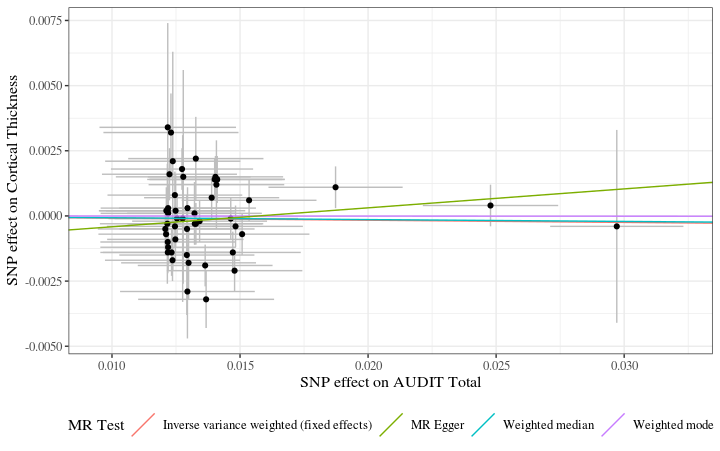 SNP effect on Cortical Thickness
0.0075
0.0050
0.0025
0.0000
-0.0025
-0.0050
0.010 0.015 0.020 0.025 0.030
SNP effect on AUDIT Total
MR Test Inverse variance weighted (fixed effects) MR Egger Weighted median Weighted mode